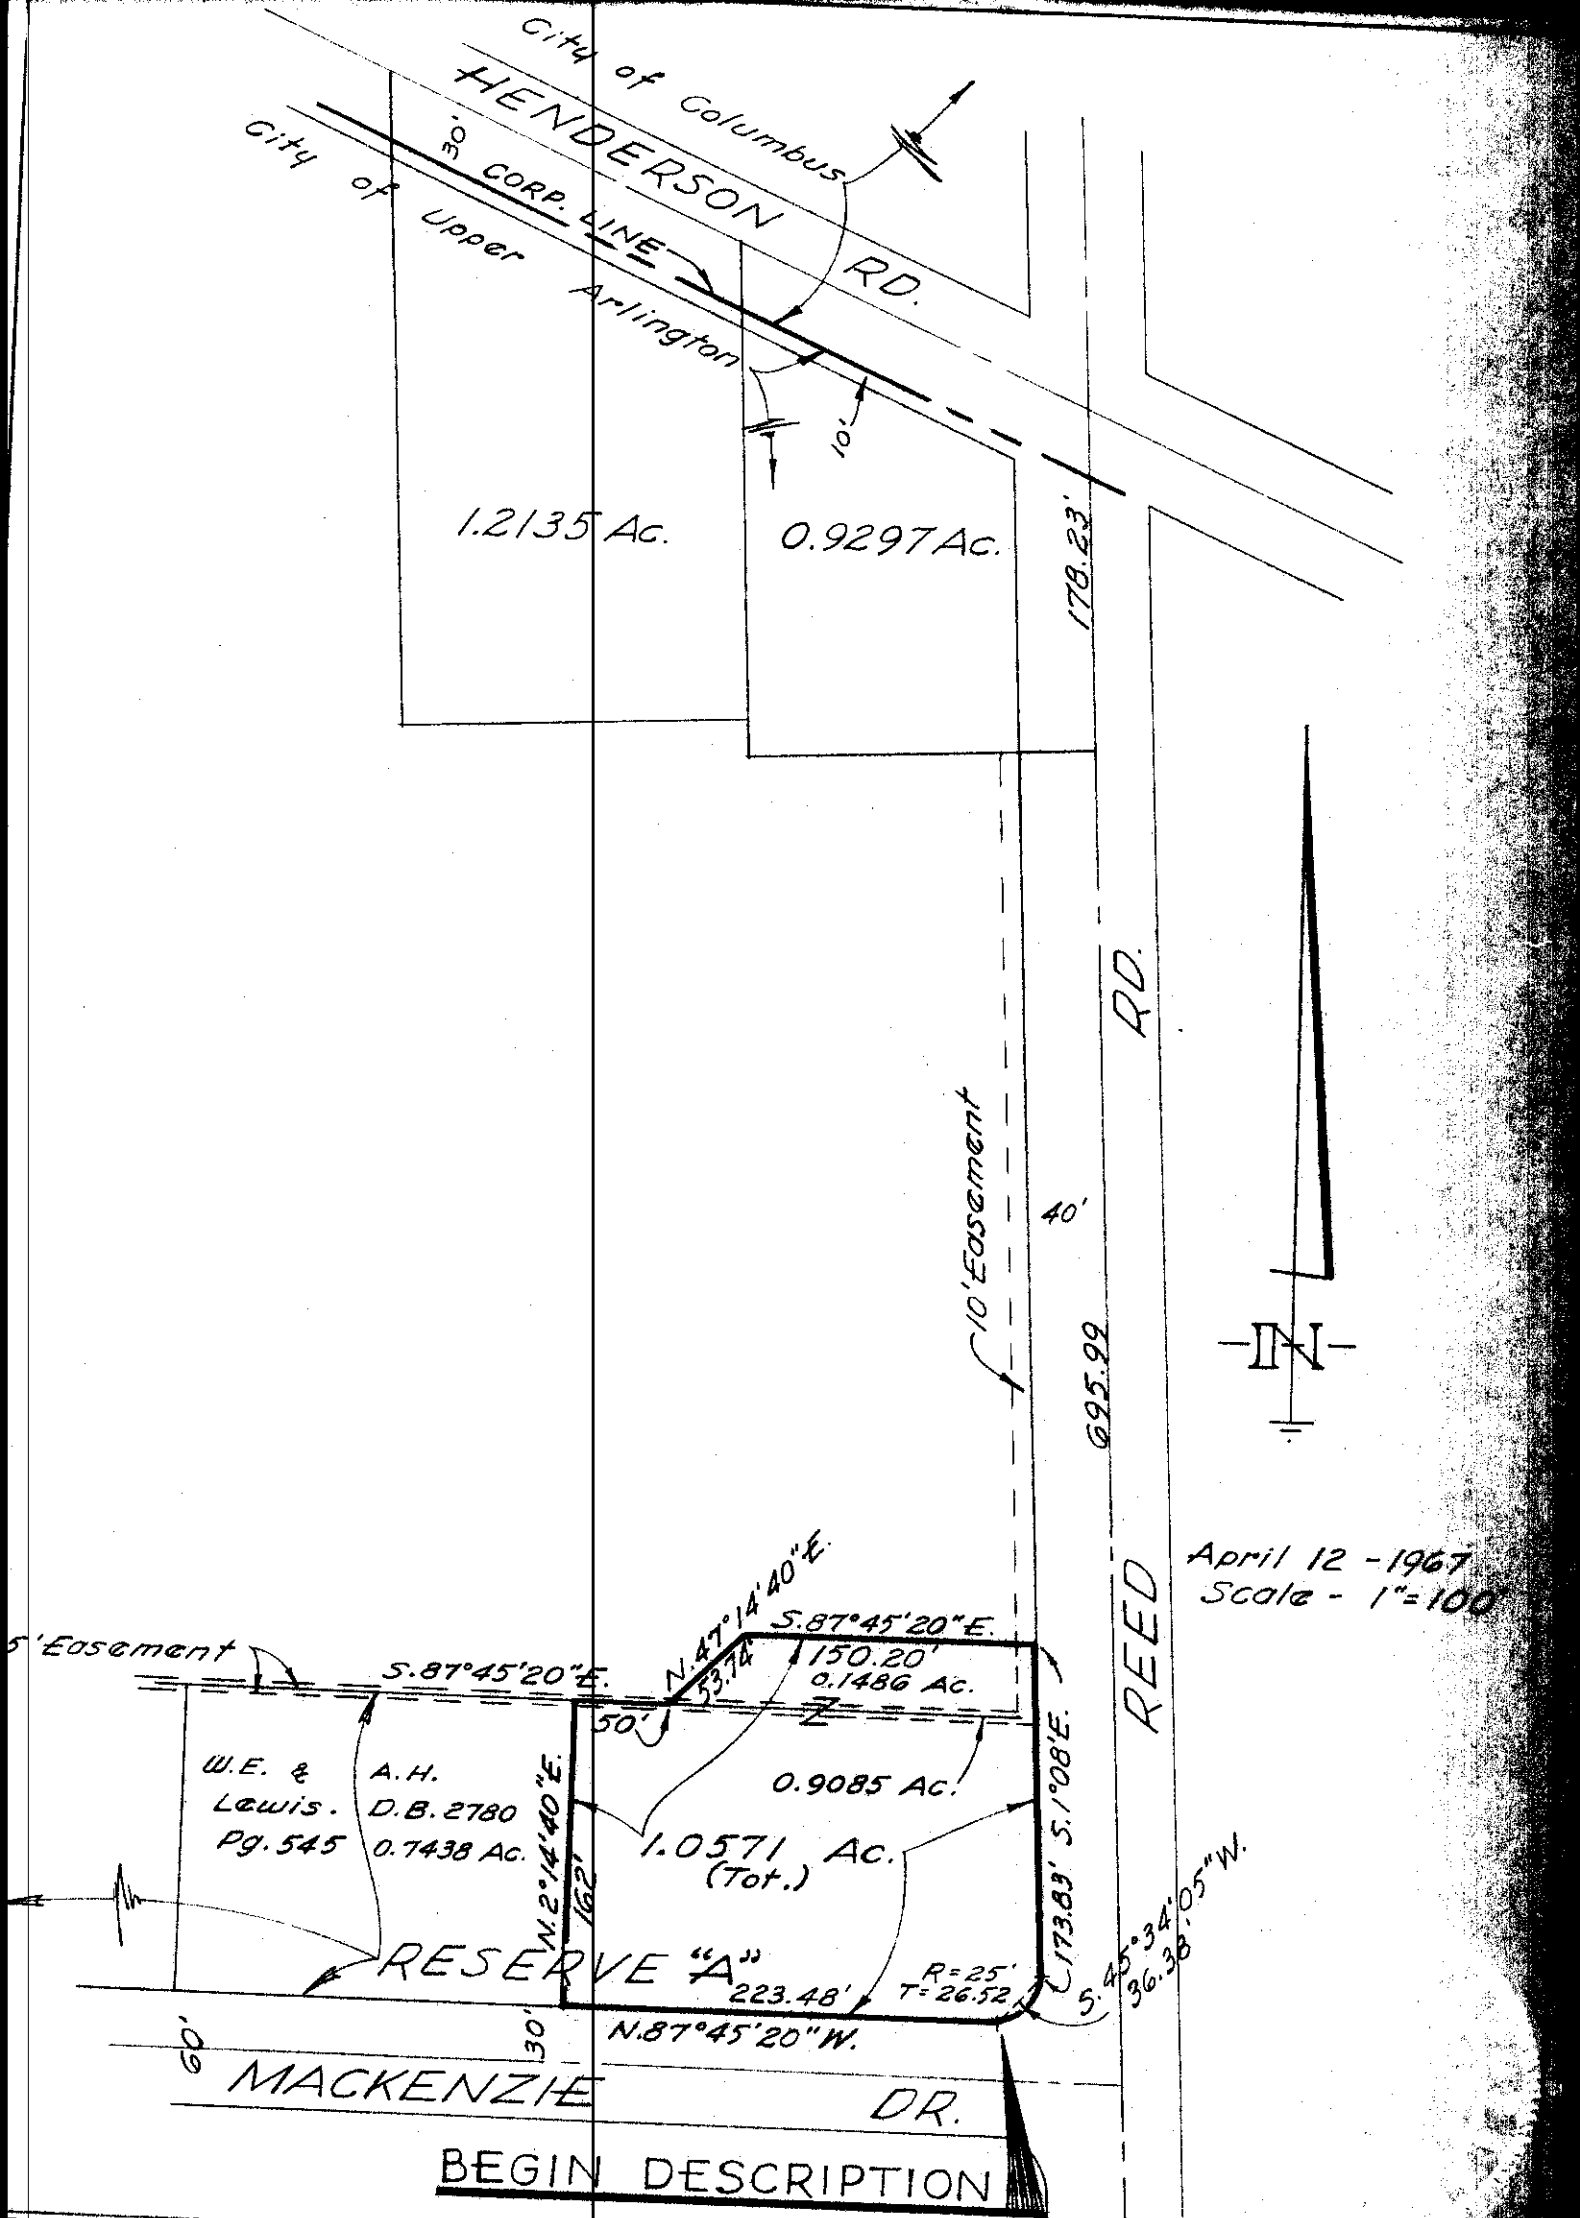 City of Columbus
HENDERSON RD.
30'
CORP. LINE
City of Upper Arlington
10'
1.2135 Ac.
0.9297 Ac.
178.23'
RD.
10' Easement
40'
695.99
N
April 12 - 1967
Scale - 1"=100'
REED
5' Easement
S.87°45'20"E.
N.47°14'40"E.
53.74'
S.87°45'20"E.
150.20'
0.1486 Ac.
50'
W.E. & A.H.
Lewis. D.B. 2780
Pg. 545 0.7438 Ac.
N.2°14'40"E.
162'
0.9085 Ac.
1.0571 Ac.
(Tot.)
173.83' S.1°08'E.
S.45°34'05"W.
36.38'
RESERVE "A"
223.48'
R=25'
T=26.52
N.87°45'20"W.
60'
30'
MACKENZIE DR.
BEGIN DESCRIPTION